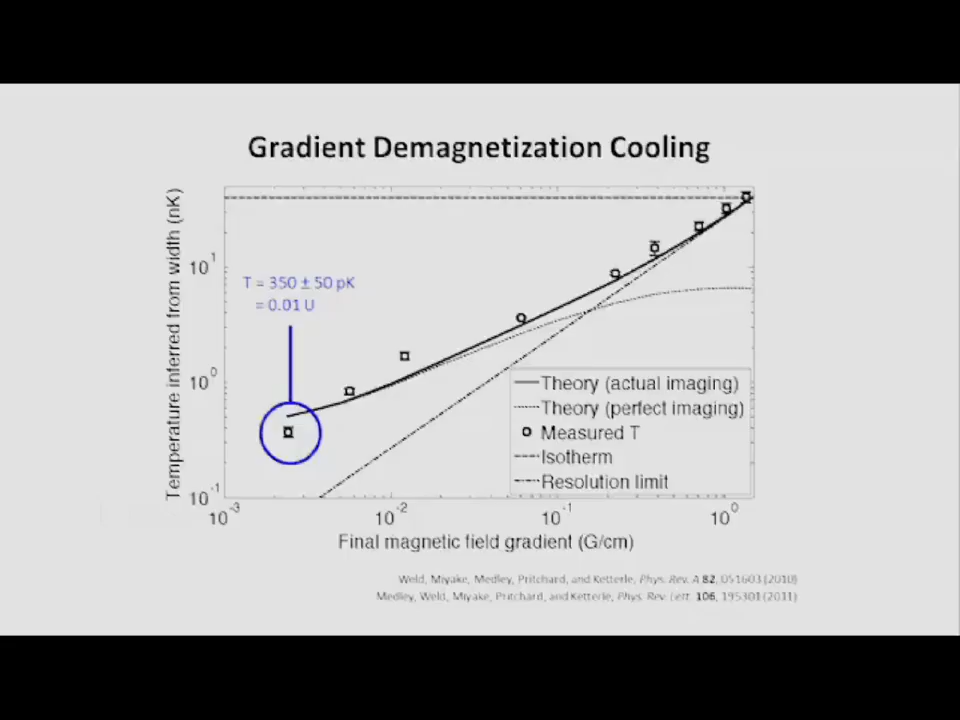 Gradient Demagnetization Cooling
Temperature inferred from width (nK)
10^1
10^0
10^-1
T = 350 ± 50 pK
= 0.01 U
Theory (actual imaging)
Theory (perfect imaging)
Measured T
Isotherm
Resolution limit
10^-3 10^-2 10^-1 10^0
Final magnetic field gradient (G/cm)
Weld, Miyake, Medley, Pritchard, and Ketterle, Phys. Rev. A 82, 051603 (2010)
Medley, Weld, Miyake, Pritchard, and Ketterle, Phys. Rev. Lett. 106, 195301 (2011)